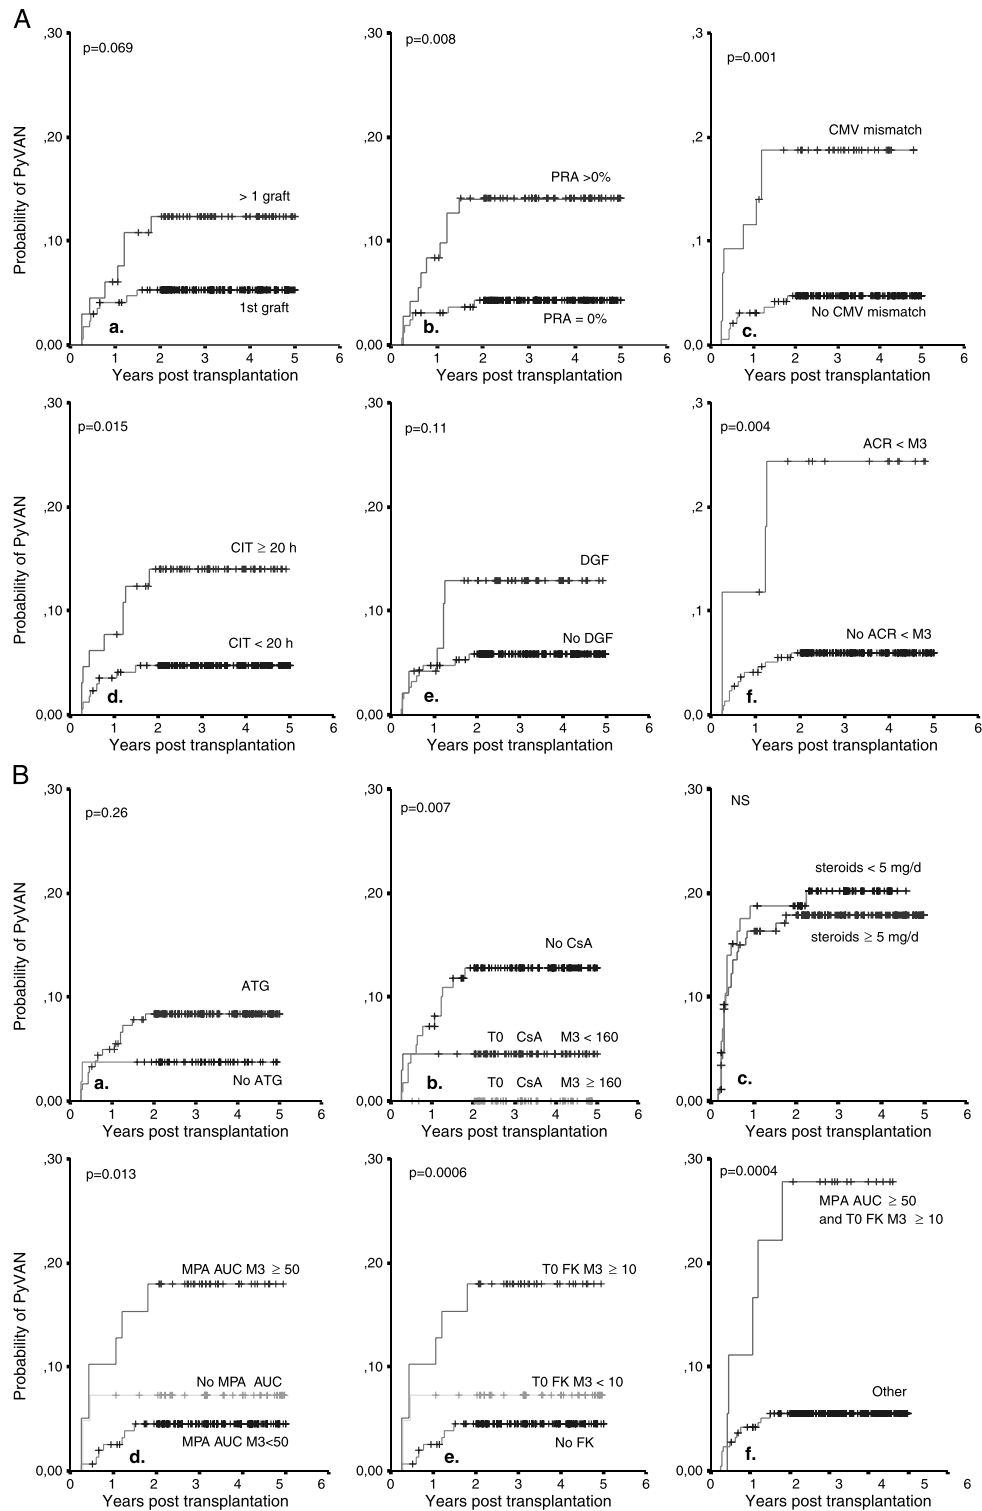 A
,30
,20
,10
0,00
Probability of PyVAN
p=0.069
> 1 graft
1st graft
a.
0 1 2 3 4 5 6
Years post transplantation
,30
,20
,10
0,00
p=0.008
PRA >0%
PRA = 0%
b.
0 1 2 3 4 5 6
Years post transplantation
,3
,2
,1
0,0
p=0.001
CMV mismatch
No CMV mismatch
c.
0 1 2 3 4 5 6
Years post transplantation
,30
,20
,10
0,00
Probability of PyVAN
p=0.015
CIT ≥ 20 h
CIT < 20 h
d.
0 1 2 3 4 5 6
Years post transplantation
,30
,20
,10
0,00
p=0.11
DGF
No DGF
e.
0 1 2 3 4 5 6
Years post transplantation
,3
,2
,1
0,0
p=0.004
ACR < M3
No ACR < M3
f.
0 1 2 3 4 5 6
Years post transplantation
B
,30
,20
,10
0,00
Probability of PyVAN
p=0.26
ATG
No ATG
a.
0 1 2 3 4 5 6
Years post transplantation
,30
,20
,10
0,00
p=0.007
No CsA
T0 CsA M3 < 160
T0 CsA M3 ≥ 160
b.
0 1 2 3 4 5 6
Years post transplantation
,30
,20
,10
0,00
NS
steroids < 5 mg/d
steroids ≥ 5 mg/d
c.
0 1 2 3 4 5 6
Years post transplantation
,30
,20
,10
0,00
Probability of PyVAN
p=0.013
MPA AUC M3 ≥ 50
No MPA AUC
MPA AUC M3<50
d.
0 1 2 3 4 5 6
Years post transplantation
,30
,20
,10
0,00
p=0.0006
T0 FK M3 ≥ 10
T0 FK M3 < 10
No FK
e.
0 1 2 3 4 5 6
Years post transplantation
,30
,20
,10
0,00
p=0.0004
MPA AUC ≥ 50
and T0 FK M3 ≥ 10
Other
f.
0 1 2 3 4 5 6
Years post transplantation